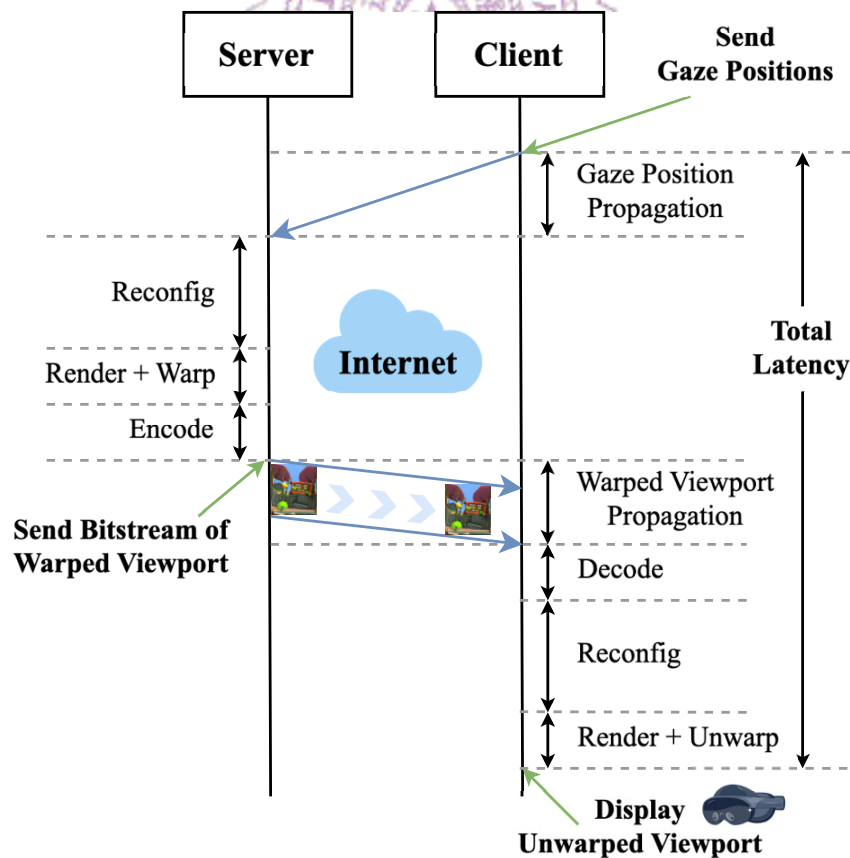 Server
Client
Send
Gaze Positions
Gaze Position
Propagation
Reconfig
Render + Warp
Encode
Internet
Total
Latency
Send Bitstream of
Warped Viewport
Warped Viewport
Propagation
Decode
Reconfig
Render + Unwarp
Display
Unwarped Viewport